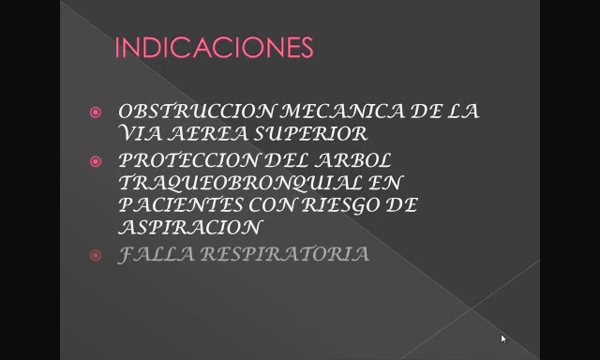 INDICACIONES
OBSTRUCCION MECANICA DE LA
VIA AEREA SUPERIOR
PROTECCION DEL ARBOL
TRAQUEOBRONQUIAL EN
PACIENTES CON RIESGO DE
ASPIRACION
FALLA RESPIRATORIA